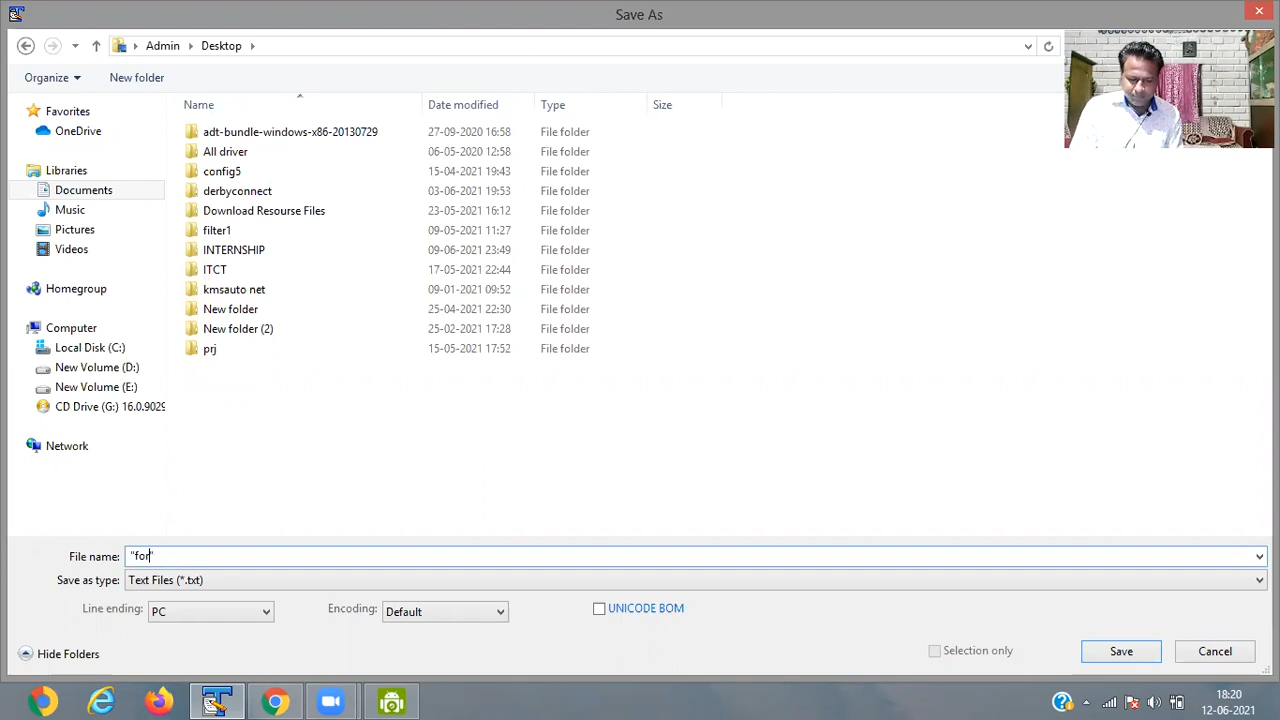 Save As
Admin Desktop
Organize New folder
Name Date modified Type Size
Favorites
OneDrive
Libraries
Documents
Music
Pictures
Videos
Homegroup
Computer
Local Disk (C:)
New Volume (D:)
New Volume (E:)
CD Drive (G:) 16.0.9029
Network
adt-bundle-windows-x86-20130729 27-09-2020 16:58 File folder
All driver 06-05-2020 12:58 File folder
config5 15-04-2021 19:43 File folder
derbyconnect 03-06-2021 19:53 File folder
Download Resourse Files 23-05-2021 16:12 File folder
filter1 09-05-2021 11:27 File folder
INTERNSHIP 09-06-2021 23:49 File folder
ITCT 17-05-2021 22:44 File folder
kmsauto net 09-01-2021 09:52 File folder
New folder 25-04-2021 22:30 File folder
New folder (2) 25-02-2021 17:28 File folder
prj 15-05-2021 17:52 File folder
File name: "for"
Save as type: Text Files (*.txt)
Line ending: PC Encoding: Default UNICODE BOM
Hide Folders Selection only Save Cancel
18:20
12-06-2021